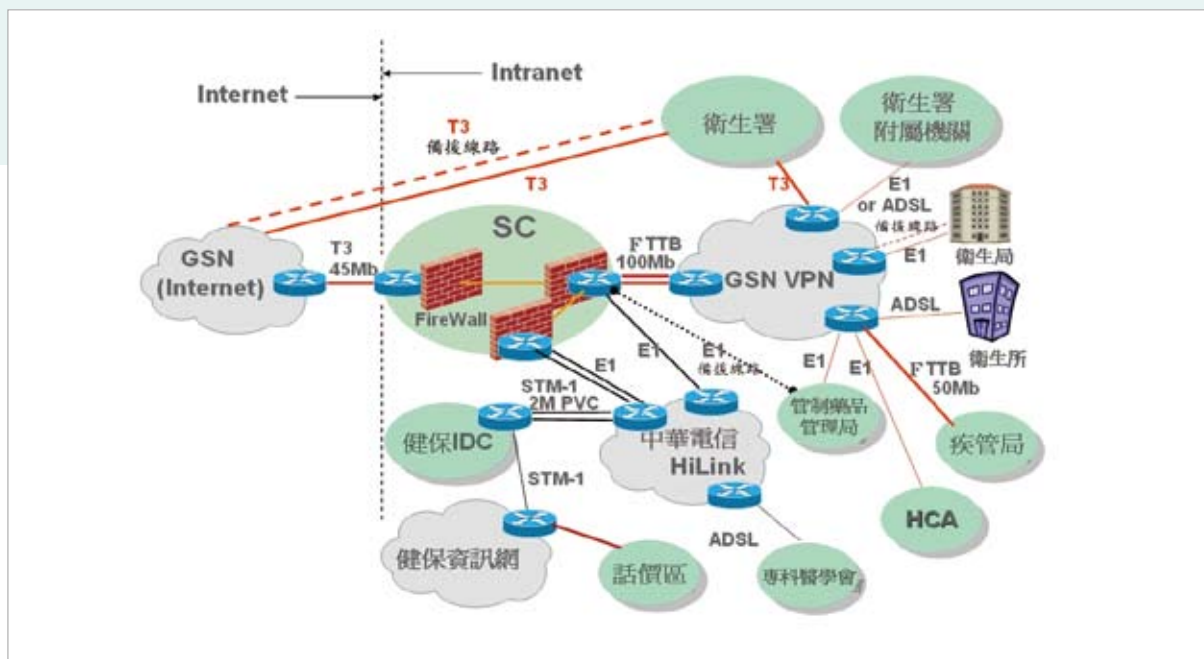 Intranet
Internet
T3
備援線路
T3
衛生署
衛生署
附屬機關
T3
E1
or ADSL
備援線路
E1
衛生局
GSN
(Internet)
T3
45Mb
SC
FireWall
FTTB
100Mb
GSN VPN
ADSL
衛生所
E1
E1
E1
備援線路
E1
E1
FTTB
50Mb
STM-1
2M PVC
健保IDC
中華電信
HiLink
管制藥品
管理局
疾管局
STM-1
HCA
健保資訊網
話價區
ADSL
專科醫學會